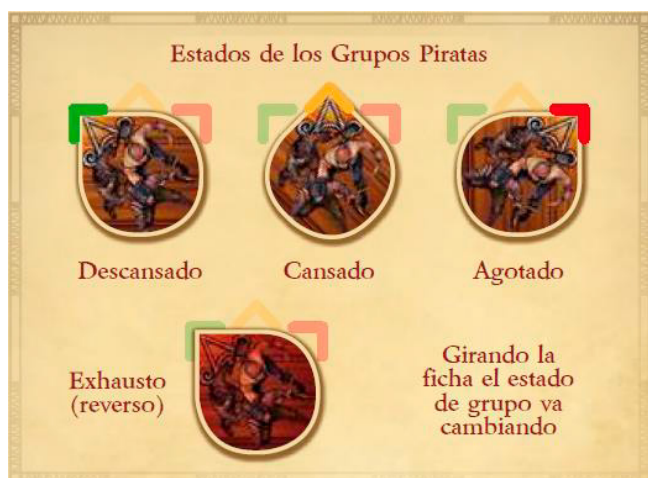 Estados de los Grupos Piratas
Descansado
Cansado
Agotado
Exhausto
(reverso)
Girando la
ficha el estado
de grupo va
cambiando